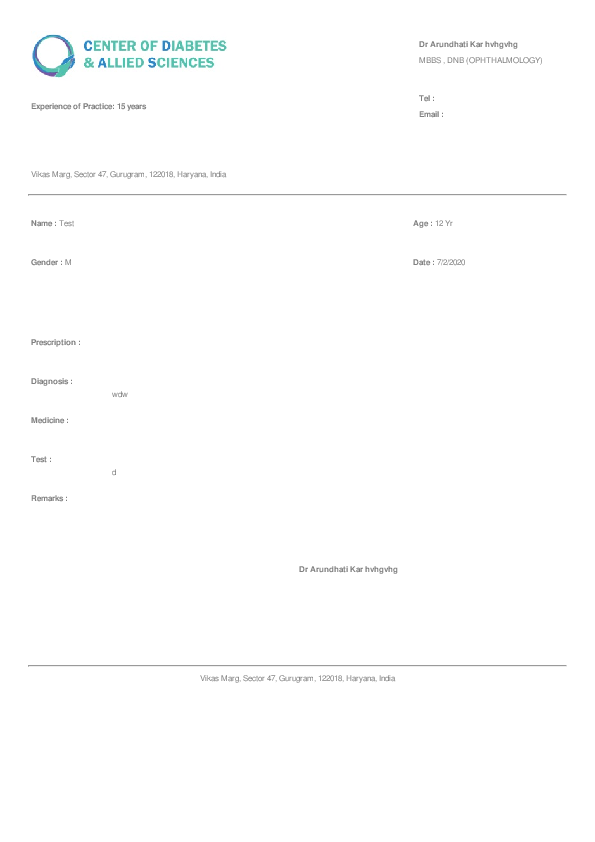 CENTER OF DIABETES
& ALLIED SCIENCES
Dr Arundhati Kar hvhgvhg
MBBS , DNB (OPHTHALMOLOGY)
Tel :
Email :
Experience of Practice: 15 years
Vikas Marg, Sector 47, Gurugram, 122018, Haryana, India
Name : Test
Age : 12 Yr
Gender : M
Date : 7/2/2020
Prescription :
Diagnosis :
wdw
Medicine :
Test :
d
Remarks :
Dr Arundhati Kar hvhgvhg
Vikas Marg, Sector 47, Gurugram, 122018, Haryana, India